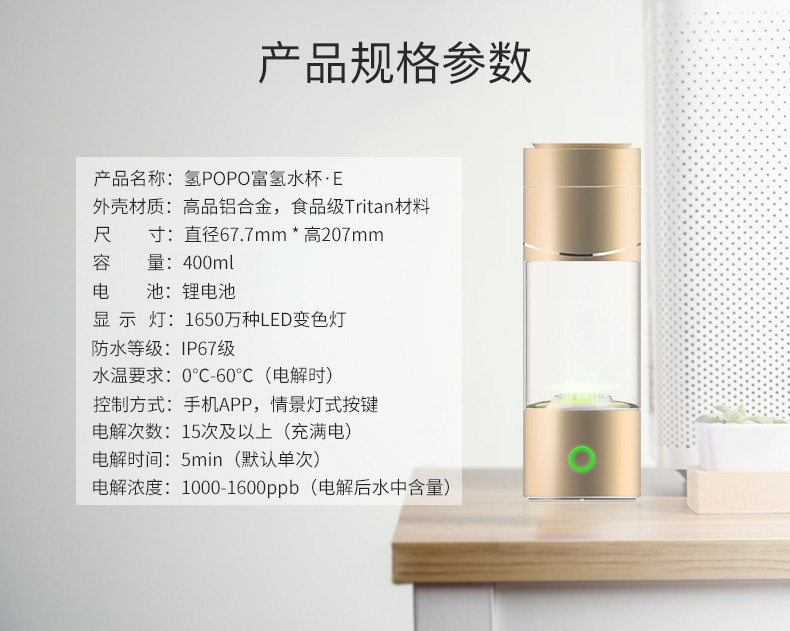 产品规格参数
产品名称：氢POPO富氢水杯·E
外壳材质：高品铝合金，食品级Tritan材料
尺 寸：直径67.7mm * 高207mm
容 量：400ml
电 池：锂电池
显 示 灯：1650万种LED变色灯
防水等级：IP67级
水温要求：0℃-60℃（电解时）
控制方式：手机APP，情景灯式按键
电解次数：15次及以上（充满电）
电解时间：5min（默认单次）
电解浓度：1000-1600ppb（电解后水中含量）